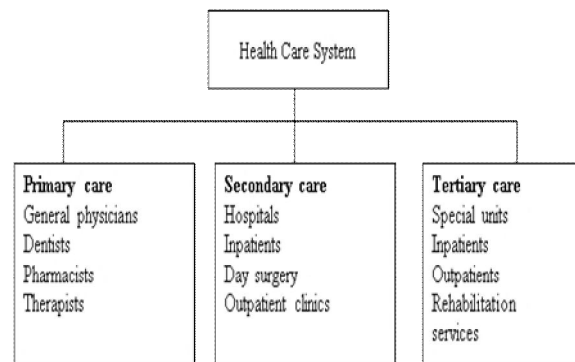 Health Care System
Primary care
General physicians
Dentists
Pharmacists
Therapists
Secondary care
Hospitals
Inpatients
Day surgery
Outpatient clinics
Tertiary care
Special units
Inpatients
Outpatients
Rehabilitation
services